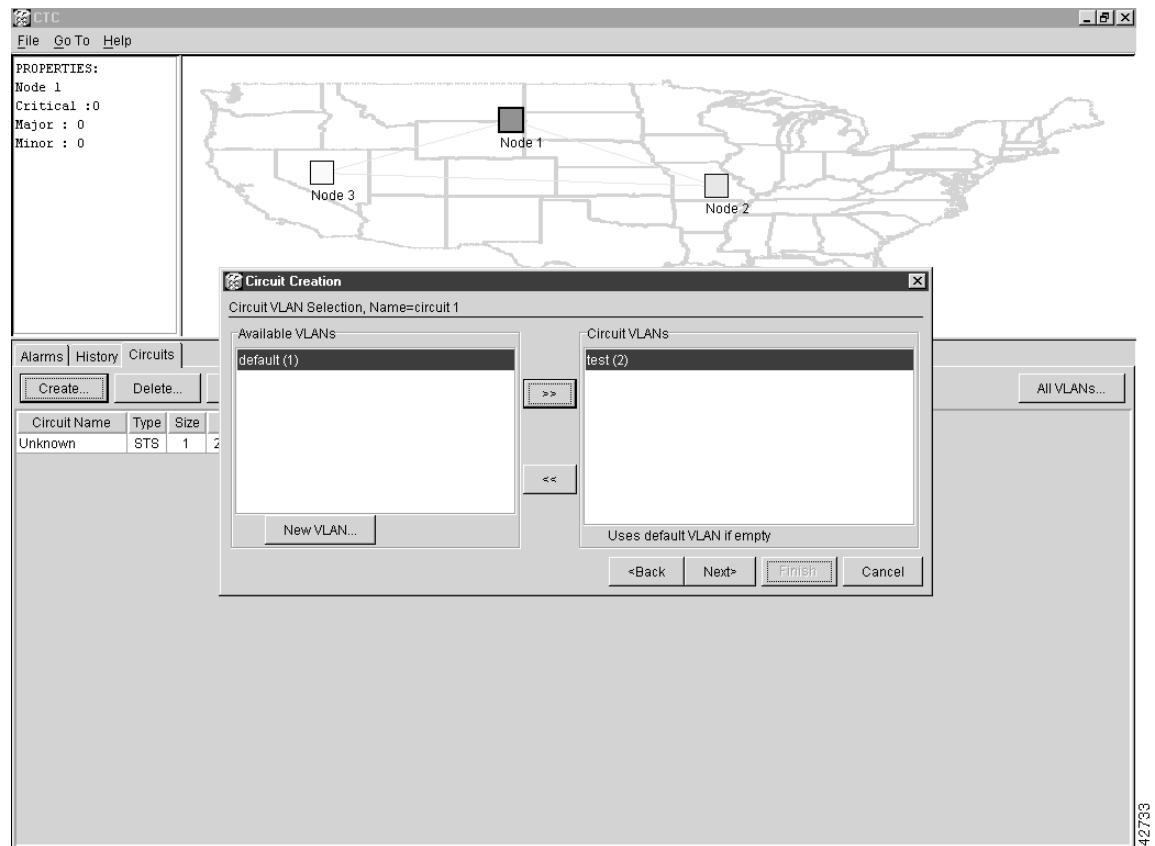 CTC
File Go To Help
PROPERTIES:
Node 1
Critical :0
Major : 0
Minor : 0
Node 1
Node 3
Node 2
Circuit Creation
Circuit VLAN Selection, Name=circuit 1
Available VLANs
default (1)
New VLAN...
>>
<<
Circuit VLANs
test (2)
Uses default VLAN if empty
<Back Next> Finish Cancel
Alarms History Circuits
Create... Delete... All VLANs...
Circuit Name Type Size
Unknown STS 1 2
42733